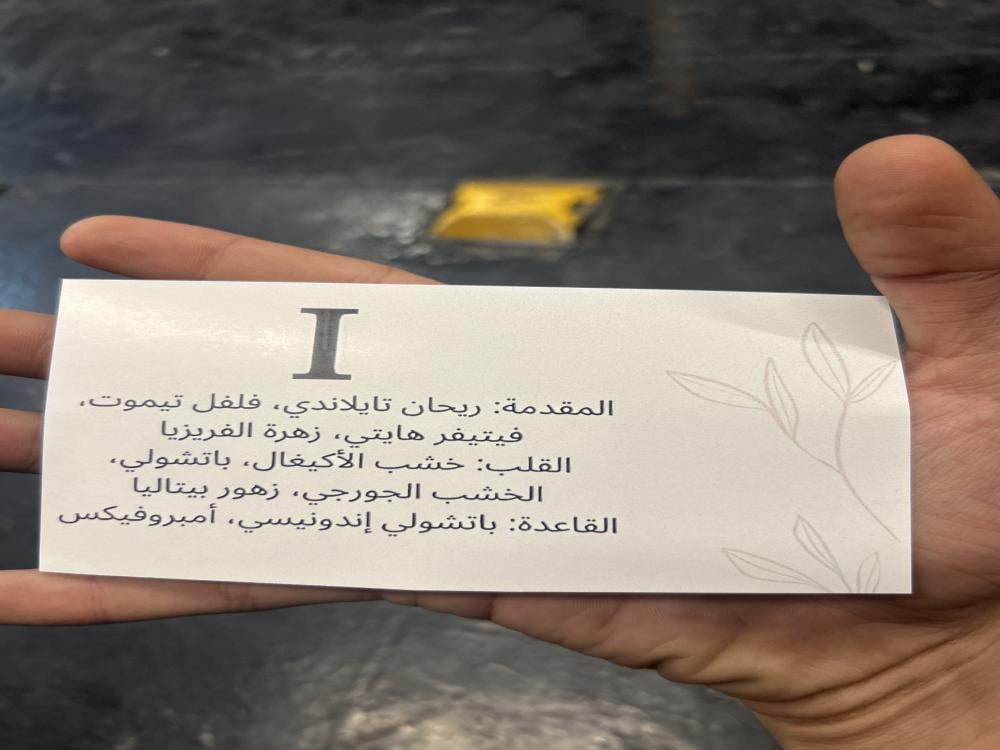 I
المقدمة: ريحان تايلاندي، فلفل تيموت،
فيتيفر هايتي، زهرة الفريزيا
القلب: خشب الأكيغال، باتشولي،
الخشب الجورجي، زهور بيتاليا
القاعدة: باتشولي إندونيسي، أمبروفيكس